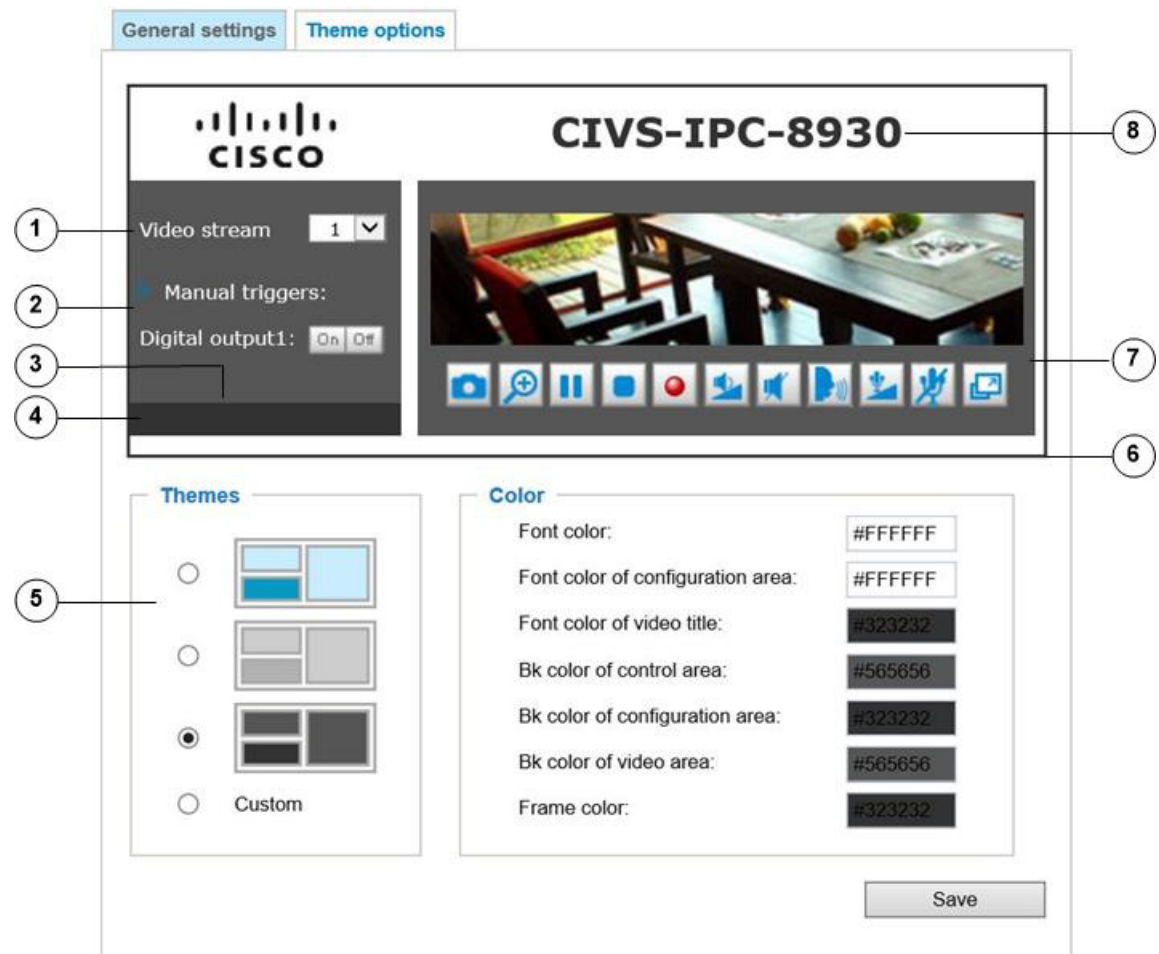 General settings Theme options
CISCO
CIVS-IPC-8930
8
1
Video stream 1
2
Manual triggers:
Digital output1: On Off
3
4
7
6
Themes
5
Custom
Color
Font color: #FFFFFF
Font color of configuration area: #FFFFFF
Font color of video title: #323232
Bk color of control area: #565656
Bk color of configuration area: #323232
Bk color of video area: #565656
Frame color: #323232
Save